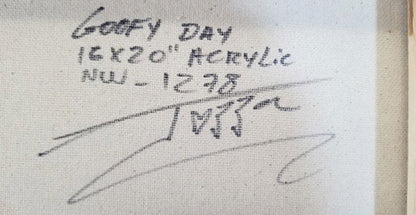 GOOFY DAY
16X20" ACRYLIC
NW - 1278